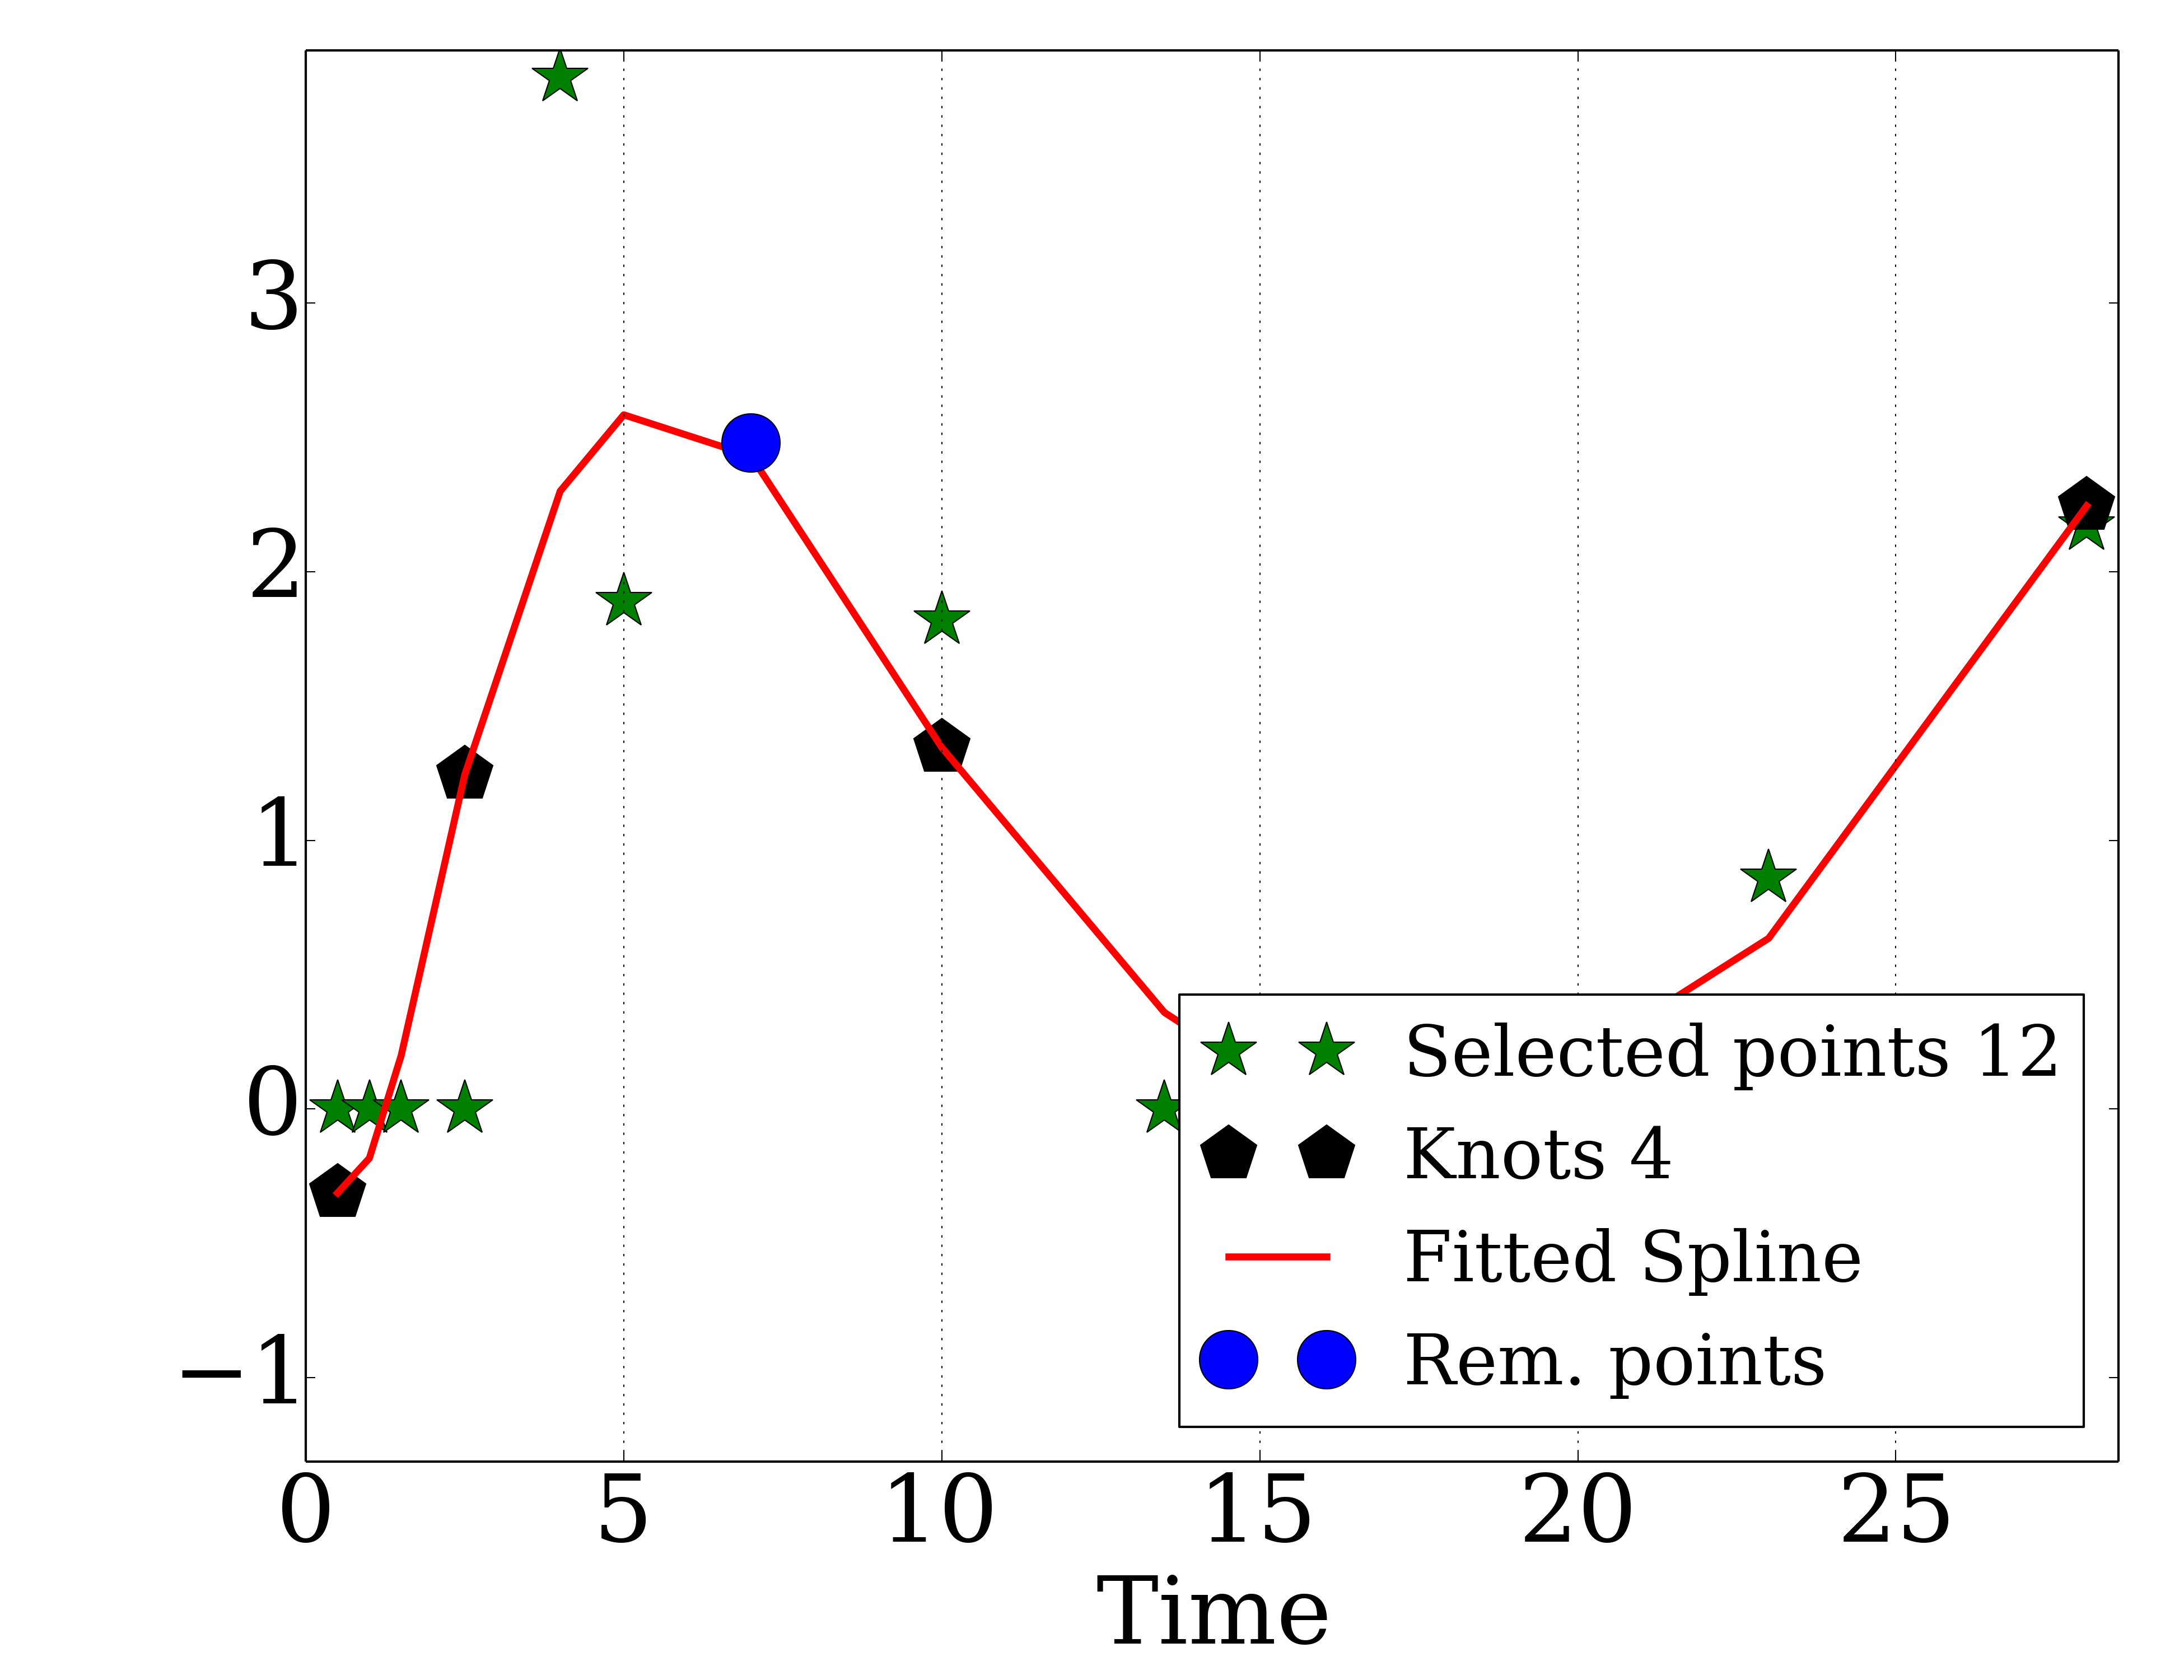 3
2
1
0
−1
0 5 10 15 20 25
Time
Selected points 12
Knots 4
Fitted Spline
Rem. points